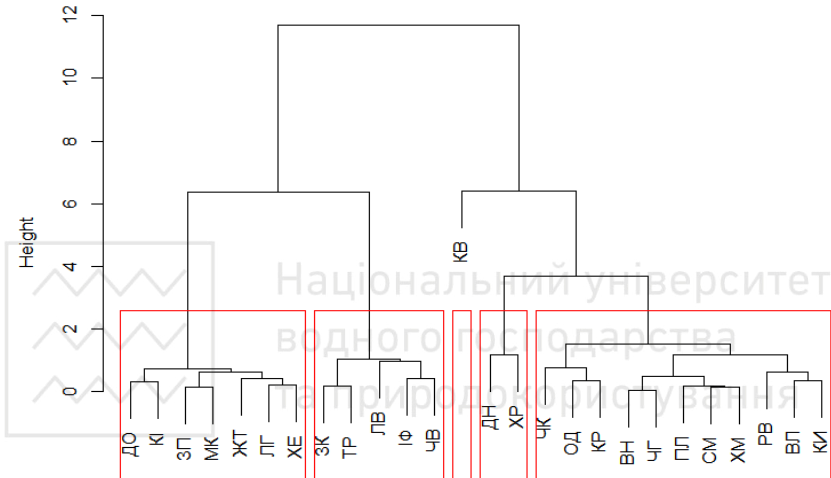 12
10
8
6
4
2
0
Height
Національний університет
водного господарства
та природокористування
КВ
ДО КІ ЗП МК ЖТ ЛГ ХЕ ЗК ТР ЛВ ІФ ЧВ ДН ХР ЧК ОД КР ВН ЧГ ПЛ СМ ХМ РВ ВЛ КИ